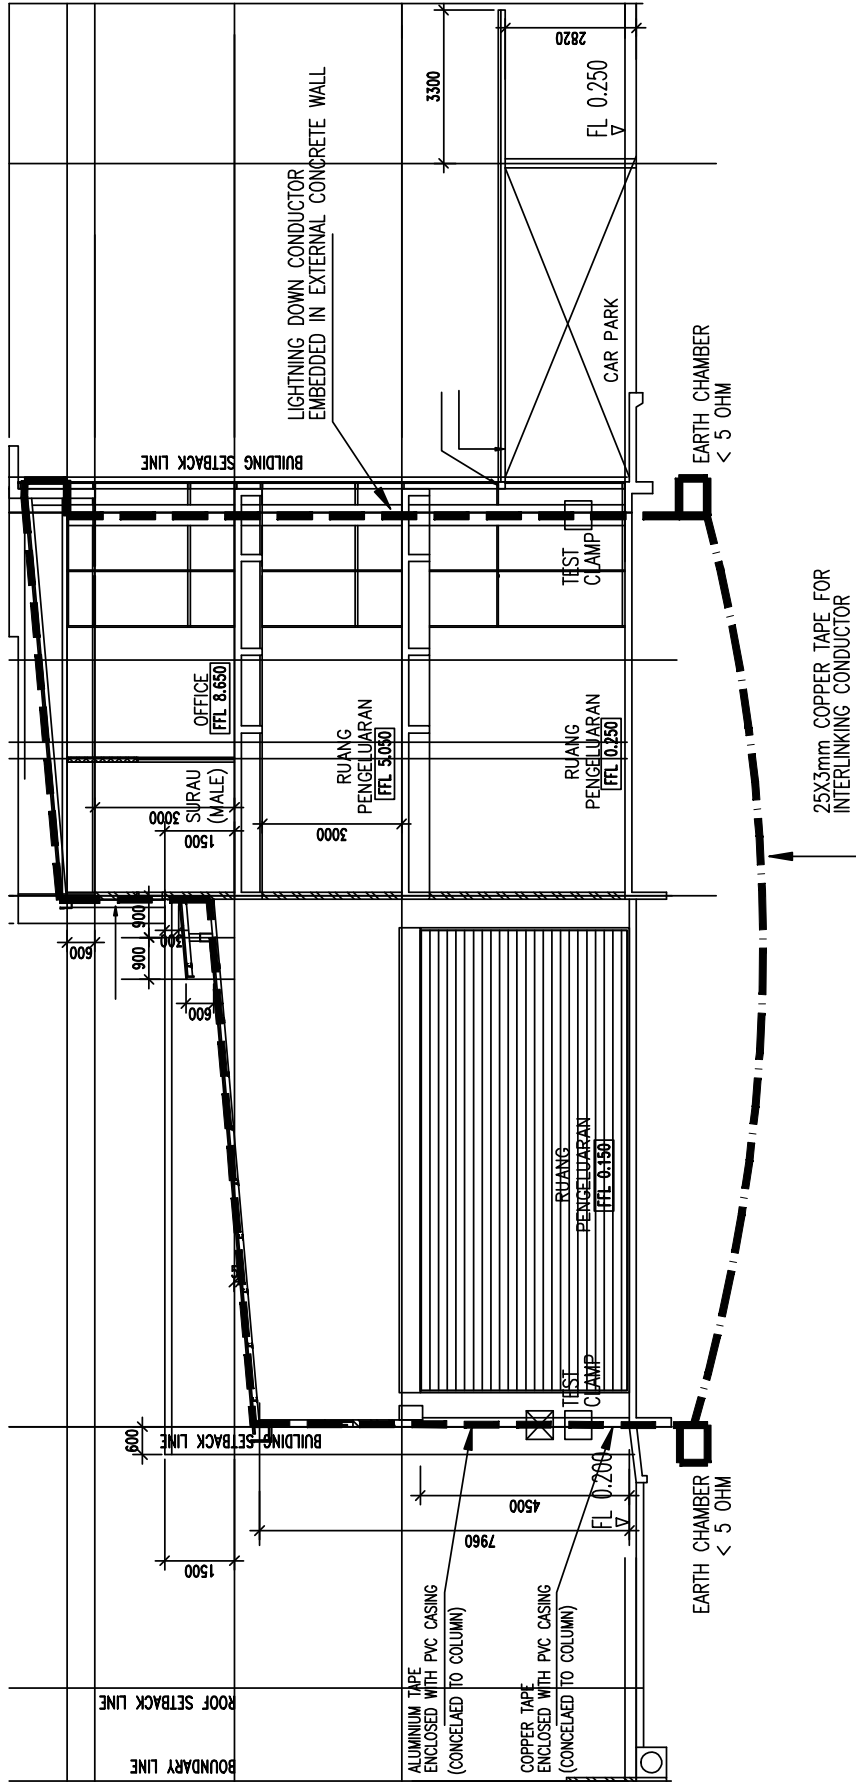 BOUNDARY LINE
ROOF SETBACK LINE
1500
600
BUILDING SETBACK LINE
7960
4500
FL 0.200
ALUMINIUM TAPE
ENCLOSED WITH PVC CASING
(CONCELAED TO COLUMN)
COPPER TAPE
ENCLOSED WITH PVC CASING
(CONCELAED TO COLUMN)
EARTH CHAMBER
< 5 OHM
TEST
CLAMP
RUANG
PENGELUARAN
FFL 0.150
600
900
900
300
600
1500
3000
SURAU
(MALE)
OFFICE
FFL 8.650
3000
RUANG
PENGELUARAN
FFL 5.050
RUANG
PENGELUARAN
FFL 0.250
TEST
CLAMP
BUILDING SETBACK LINE
LIGHTNING DOWN CONDUCTOR
EMBEDDED IN EXTERNAL CONCRETE WALL
3300
2820
FL 0.250
CAR PARK
EARTH CHAMBER
< 5 OHM
25X3mm COPPER TAPE FOR
INTERLINKING CONDUCTOR